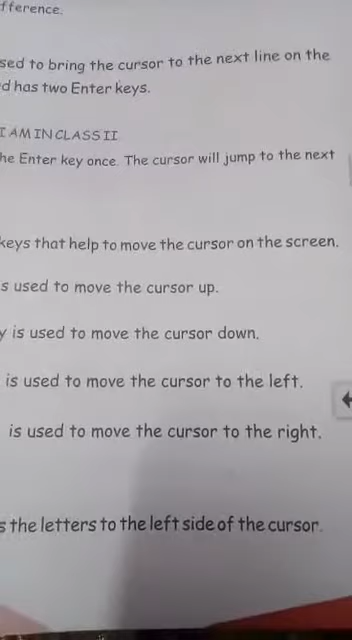 fference.
sed to bring the cursor to the next line on the
d has two Enter keys.
I AM IN CLASS II
he Enter key once. The cursor will jump to the next
keys that help to move the cursor on the screen.
s used to move the cursor up.
y is used to move the cursor down.
is used to move the cursor to the left.
is used to move the cursor to the right.
s the letters to the left side of the cursor.